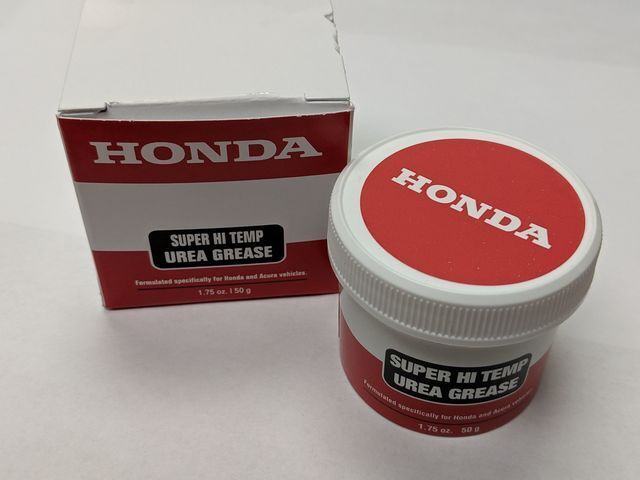 HONDA
SUPER HI TEMP
UREA GREASE
Formulated specifically for Honda and Acura vehicles.
1.75 oz. | 50 g
HONDA
SUPER HI TEMP
UREA GREASE
Formulated specifically for Honda and Acura vehicles.
1.75 oz. 50 g